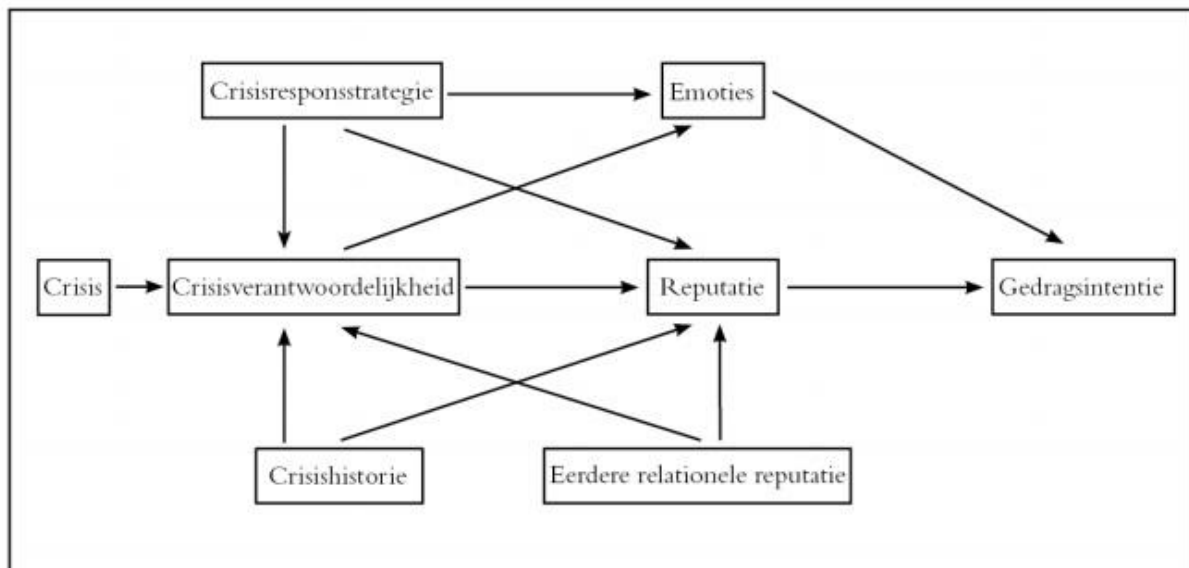 Crisisresponsstrategie
Emoties
Crisis
Crisisverantwoordelijkheid
Reputatie
Gedragsintentie
Crisishistorie
Eerdere relationele reputatie